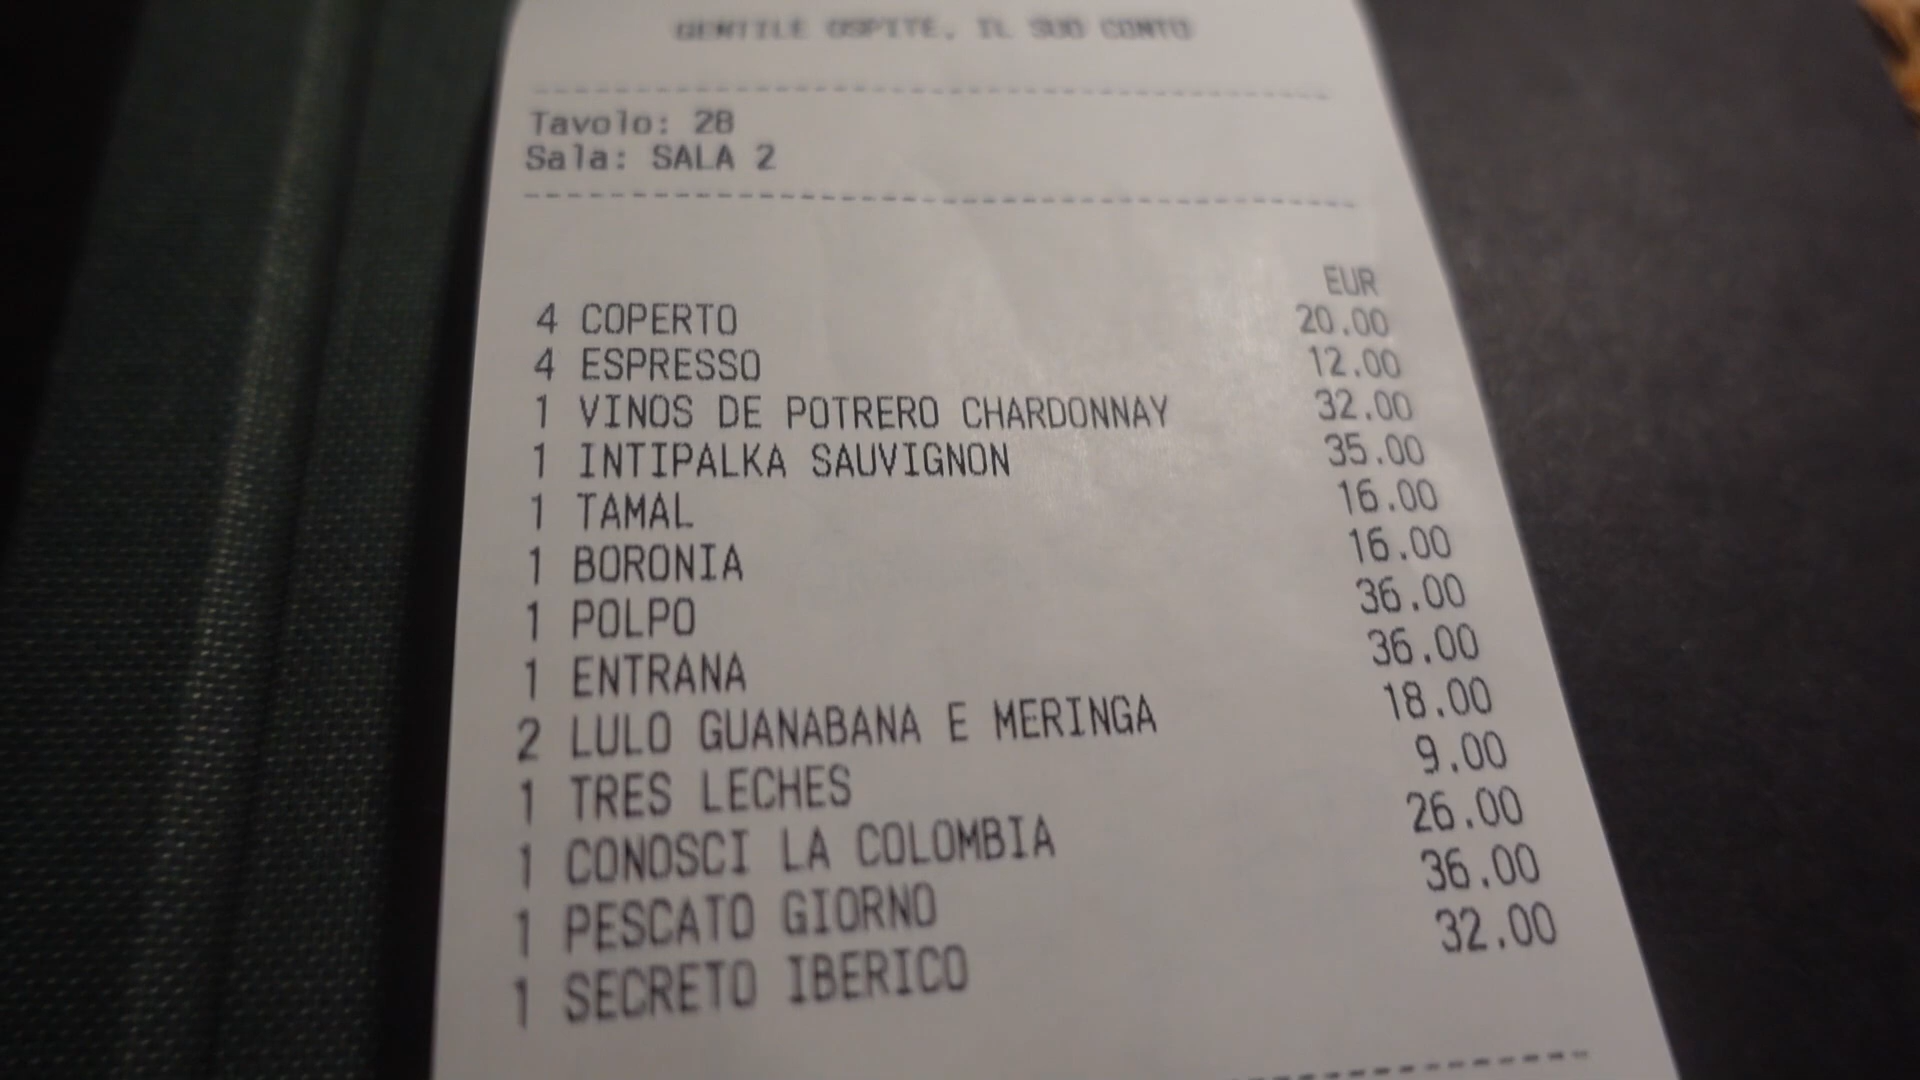 GENTILE OSPITE, IL SUO CONTO
Tavolo: 28
Sala: SALA 2
EUR
4 COPERTO 20.00
4 ESPRESSO 12.00
1 VINOS DE POTRERO CHARDONNAY 32.00
1 INTIPALKA SAUVIGNON 35.00
1 TAMAL 16.00
1 BORONIA 16.00
1 POLPO 36.00
1 ENTRANA 36.00
2 LULO GUANABANA E MERINGA 18.00
1 TRES LECHES 9.00
1 CONOSCI LA COLOMBIA 26.00
1 PESCATO GIORNO 36.00
1 SECRETO IBERICO 32.00